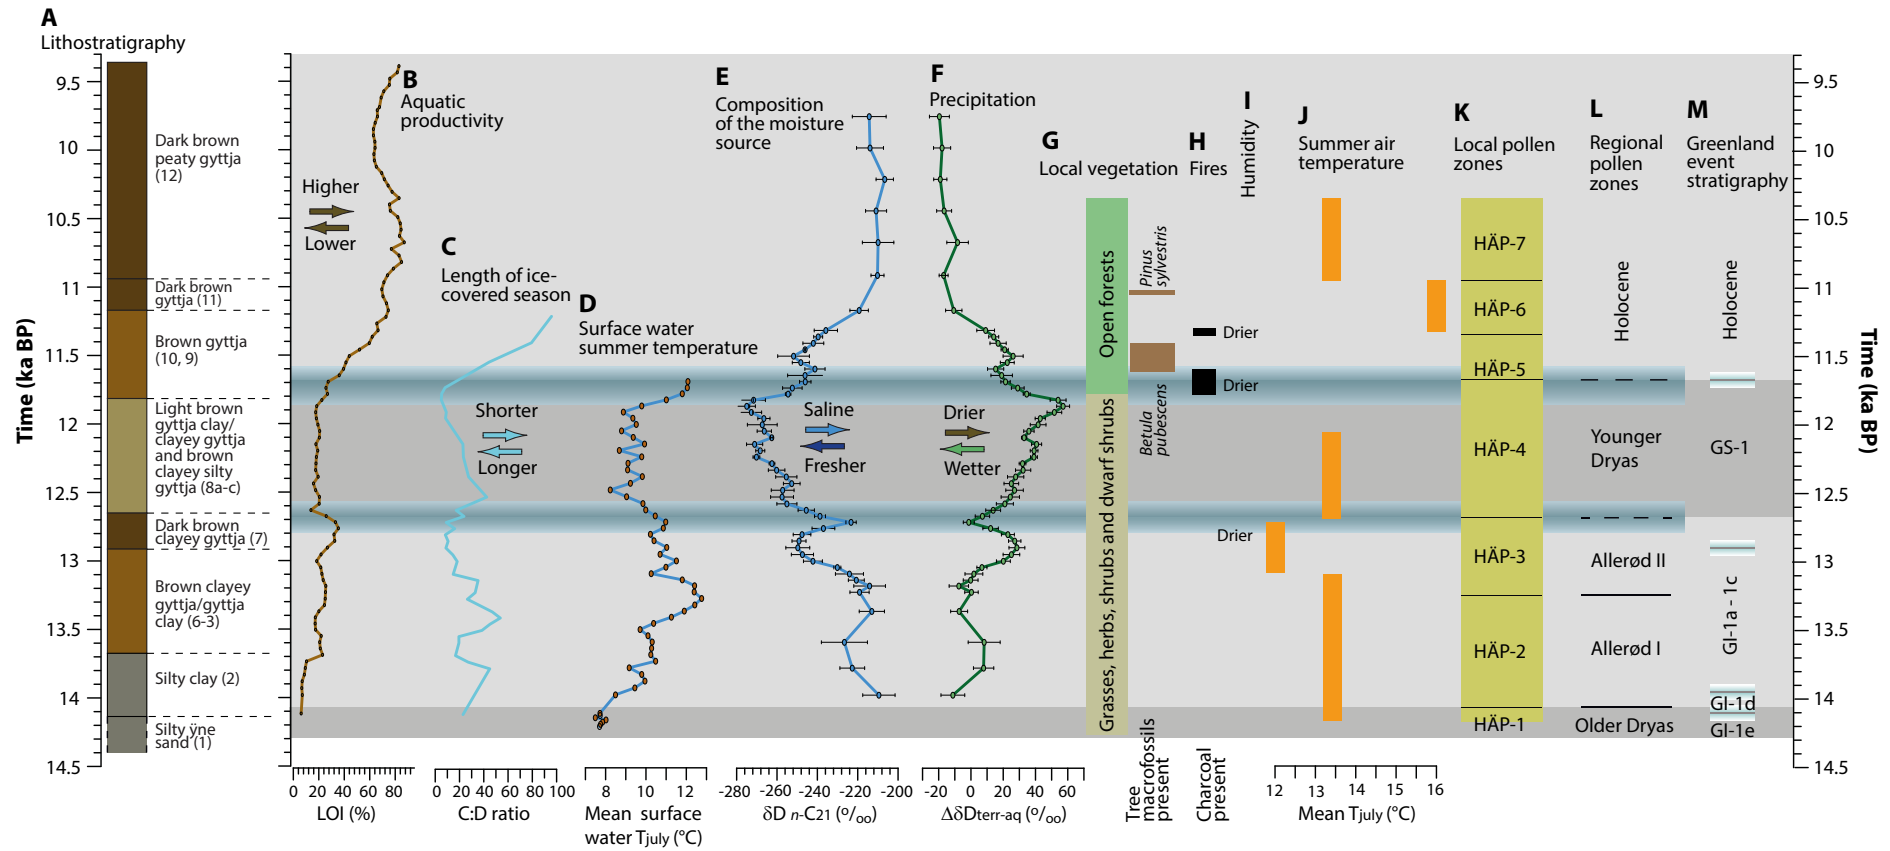 A
Lithostratigraphy
Time (ka BP)
9.5
10
10.5
11
11.5
12
12.5
13
13.5
14
14.5
Dark brown
peaty gyttja
(12)
Dark brown
gyttja (11)
Brown gyttja
(10, 9)
Light brown
gyttja clay/
clayey gyttja
and brown
clayey silty
gyttja (8a-c)
Dark brown
clayey gyttja (7)
Brown clayey
gyttja/gyttja
clay (6-3)
Silty clay (2)
Silty ÿne
sand (1)
B
Aquatic
productivity
Higher
Lower
0 20 40 60 80
LOI (%)
C
Length of ice-
covered season
Shorter
Longer
0 20 40 60 80 100
C:D ratio
D
Surface water
summer temperature
8 10 12
Mean surface
water Tjuly (°C)
E
Composition
of the moisture
source
Saline
Fresher
-280 -260 -240 -220 -200
δD n-C21 (º/oo)
F
Precipitation
Drier
Wetter
-20 0 20 40 60
ΔδDterr-aq (º/oo)
G
Local vegetation
Open forests
Grasses, herbs, shrubs and dwarf shrubs
Pinus
sylvestris
Betula
pubescens
Tree
macrofossils
present
H
Fires
Drier
Drier
Drier
Charcoal
present
I
Humidity
J
Summer air
temperature
12 13 14 15 16
Mean Tjuly (°C)
K
Local pollen
zones
HÄP-7
HÄP-6
HÄP-5
HÄP-4
HÄP-3
HÄP-2
HÄP-1
L
Regional
pollen
zones
Holocene
Younger
Dryas
Allerød II
Allerød I
Older Dryas
M
Greenland
event
stratigraphy
Holocene
GS-1
GI-1a - 1c
GI-1d
GI-1e
9.5
10
10.5
11
11.5
12
12.5
13
13.5
14
14.5
Time (ka BP)